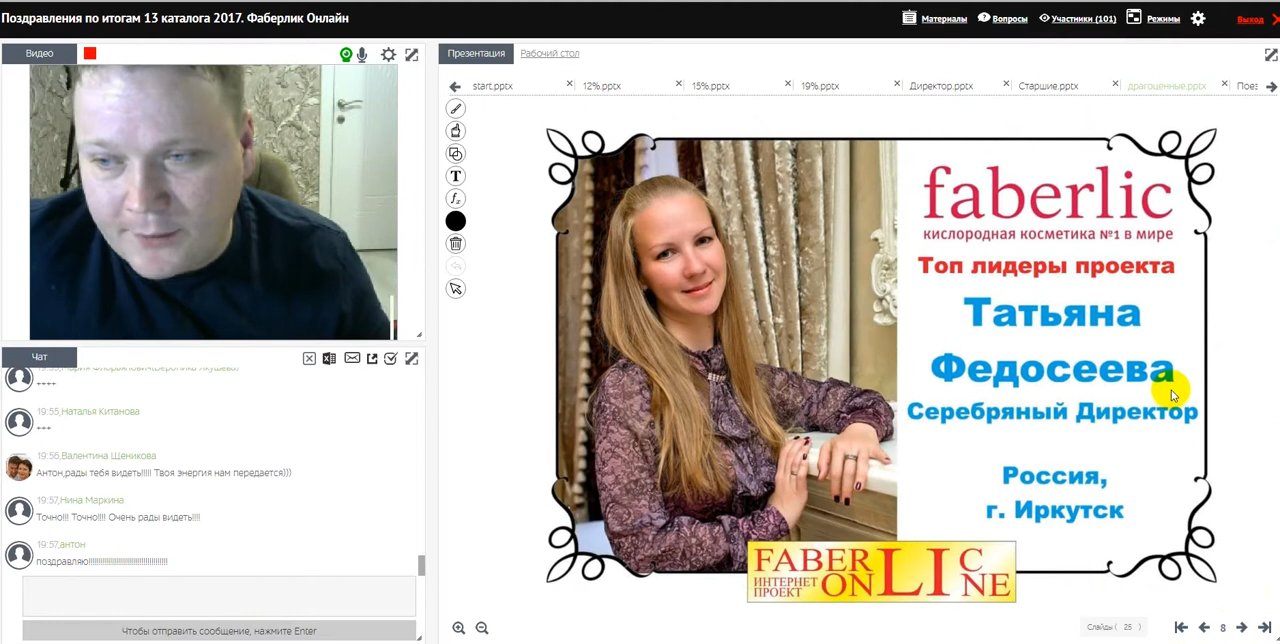 Поздравления по итогам 13 каталога 2017. Фаберлик Онлайн
Материалы
Вопросы
Участники (101)
Режимы
Выход
Видео
Презентация
Рабочий стол
start.pptx
12%.pptx
15%.pptx
19%.pptx
Директор.pptx
Старшие.pptx
драгоценные.pptx
T
fx
faberlic
кислородная косметика №1 в мире
Топ лидеры проекта
Татьяна
Федосеева
Серебряный Директор
Россия,
г. Иркутск
FABERLIC
ИНТЕРНЕТ
ПРОЕКТ
ONLINE
Чат
++++
19:55,Наталья Китанова
+++
19:56,Валентина Щеникова
Антон,рады тебя видеть!!!!! Твоя энергия нам передается)))
19:57,Нина Маркина
Точно!!! Точно!!!! Очень рады видеть!!!!
19:57,антон
поздравляю!!!!!!!!!!!!!!!!!!!!!!!!!!!!!!!!!!!!!!
Чтобы отправить сообщение, нажмите Enter
Слайды ( 25 )
8